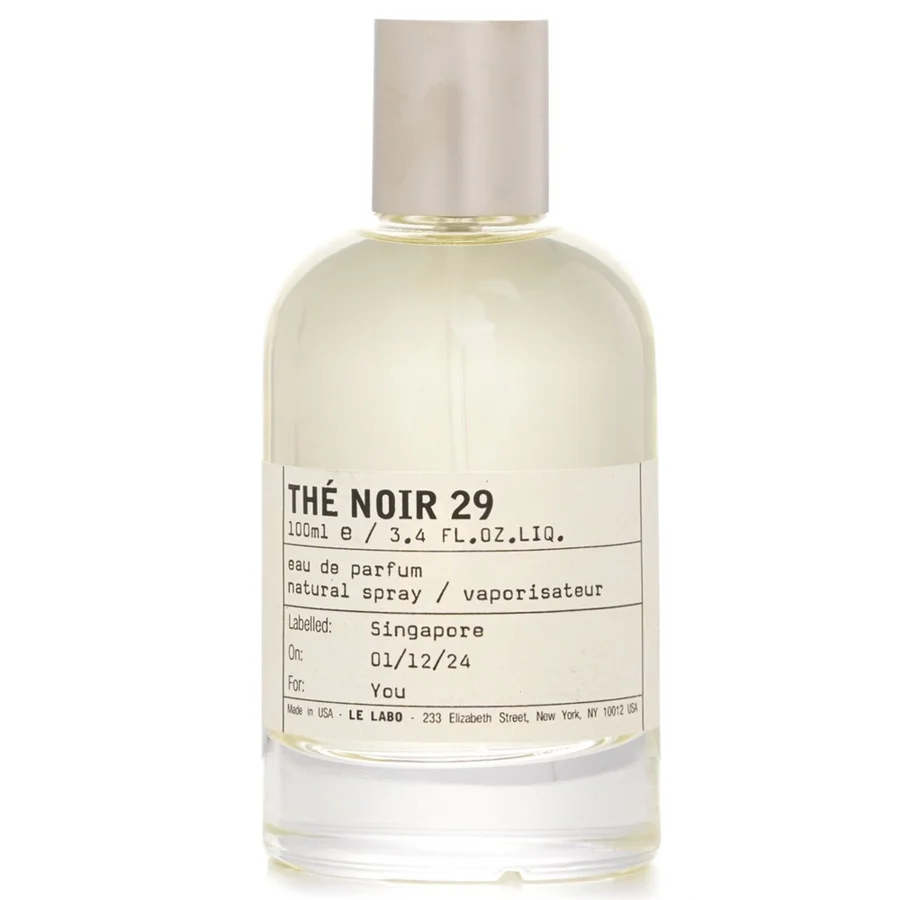 THÉ NOIR 29
100ml e / 3.4 FL.OZ.LIQ.
eau de parfum
natural spray / vaporisateur
Labelled: Singapore
On: 01/12/24
For: You
Made in USA - LE LABO - 233 Elizabeth Street, New York, NY 10012 USA